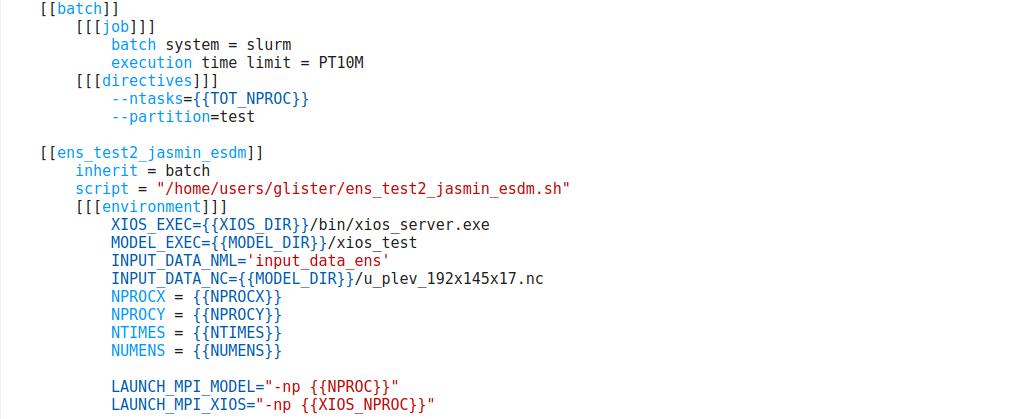 [[batch]]
[[[job]]]
batch system = slurm
execution time limit = PT10M
[[[directives]]]
--ntasks={{TOT_NPROC}}
--partition=test
[[ens_test2_jasmin_esdm]]
inherit = batch
script = "/home/users/glister/ens_test2_jasmin_esdm.sh"
[[[environment]]]
XIOS_EXEC={{XIOS_DIR}}/bin/xios_server.exe
MODEL_EXEC={{MODEL_DIR}}/xios_test
INPUT_DATA_NML='input_data_ens'
INPUT_DATA_NC={{MODEL_DIR}}/u_plev_192x145x17.nc
NPROCX = {{NPROCX}}
NPROCY = {{NPROCY}}
NTIMES = {{NTIMES}}
NUMENS = {{NUMENS}}
LAUNCH_MPI_MODEL="-np {{NPROC}}"
LAUNCH_MPI_XIOS="-np {{XIOS_NPROC}}"